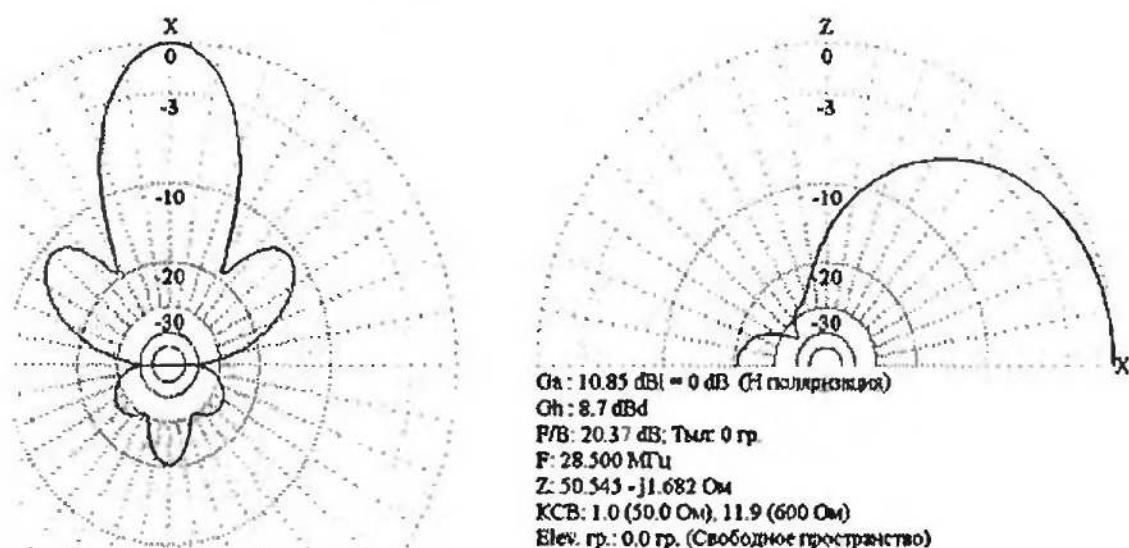 X
0
-3
-10
-20
-30
Z
0
-3
-10
-20
-30
X
Ga : 10.85 dBi = 0 dB (H поляризация)
Gh : 8.7 dBd
F/B: 20.37 dB; Тыл: 0 гр.
F: 28.500 МГц
Z: 50.545 - j1.682 Ом
КСВ: 1.0 (50.0 Ом), 11.9 (600 Ом)
Elev. гр.: 0.0 гр. (Свободное пространство)